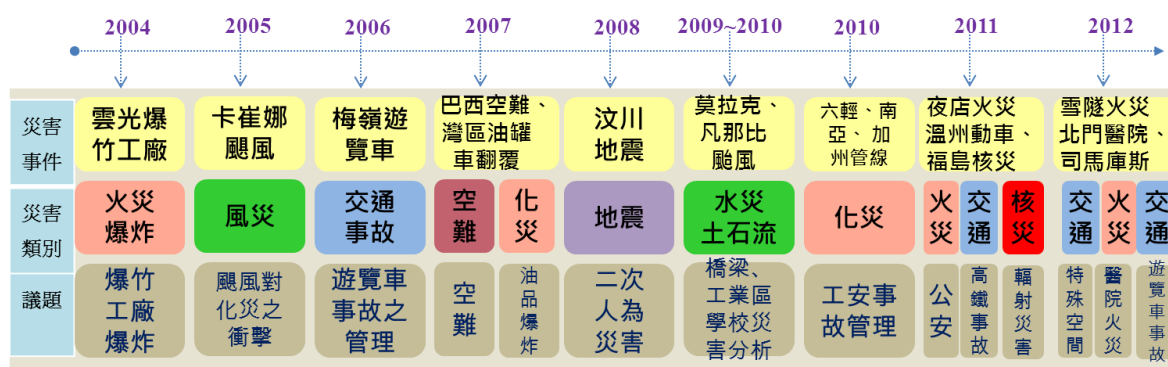 2004
2005
2006
2007
2008
2009~2010
2010
2011
2012
災害
事件
雲光爆
竹工廠
卡崔娜
颶風
梅嶺遊
覽車
巴西空難、
灣區油罐
車翻覆
汶川
地震
莫拉克、
凡那比
颱風
六輕、南
亞、加
州管線
夜店火災
溫州動車、
福島核災
雪隧火災
北門醫院、
司馬庫斯
災害
類別
火災
爆炸
風災
交通
事故
空
難
化
災
地震
水災
土石流
化災
火
災
交
通
核
災
交
通
火
災
交
通
議題
爆竹
工廠
爆炸
颶風對
化災之
衝擊
遊覽車
事故之
管理
空
難
油
品
爆
炸
二次
人為
災害
橋梁、
工業區
學校災
害分析
工安事
故管理
公
安
高
鐵
事
故
輻
射
災
害
特
殊
空
間
醫
院
火
災
遊
覽
車
事
故